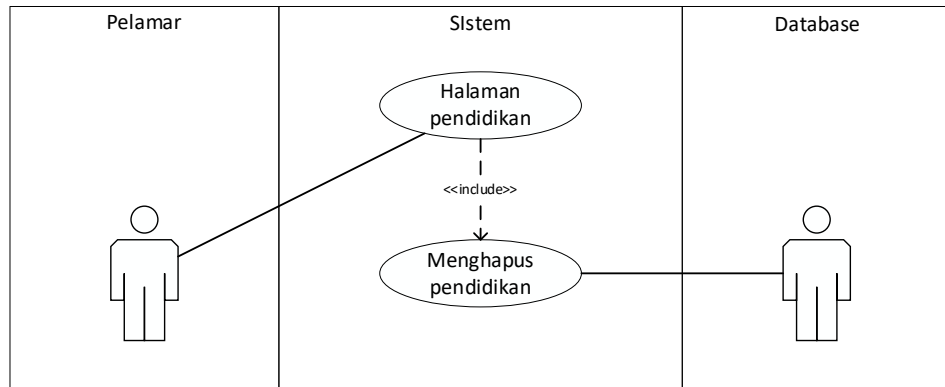 Pelamar
SIstem
Database
Halaman
pendidikan
<<include>>
Menghapus
pendidikan